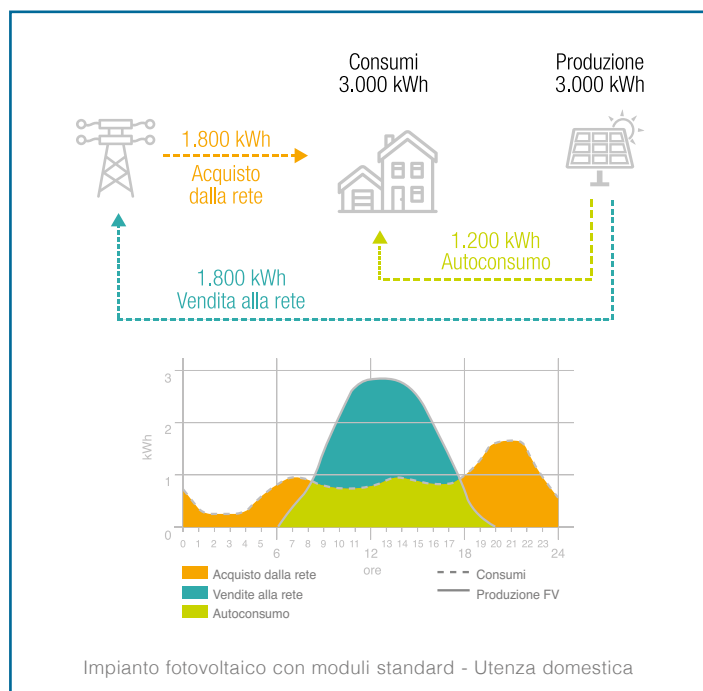 Consumi
3.000 kWh
Produzione
3.000 kWh
1.800 kWh
Acquisto
dalla rete
1.200 kWh
Autoconsumo
1.800 kWh
Vendita alla rete
3
2
1
0
kWh
0 1 2 3 4 5 6 7 8 9 10 11 12 13 14 15 16 17 18 19 20 21 22 23 24
ore
Acquisto dalla rete
Vendite alla rete
Autoconsumo
Consumi
Produzione FV
Impianto fotovoltaico con moduli standard - Utenza domestica